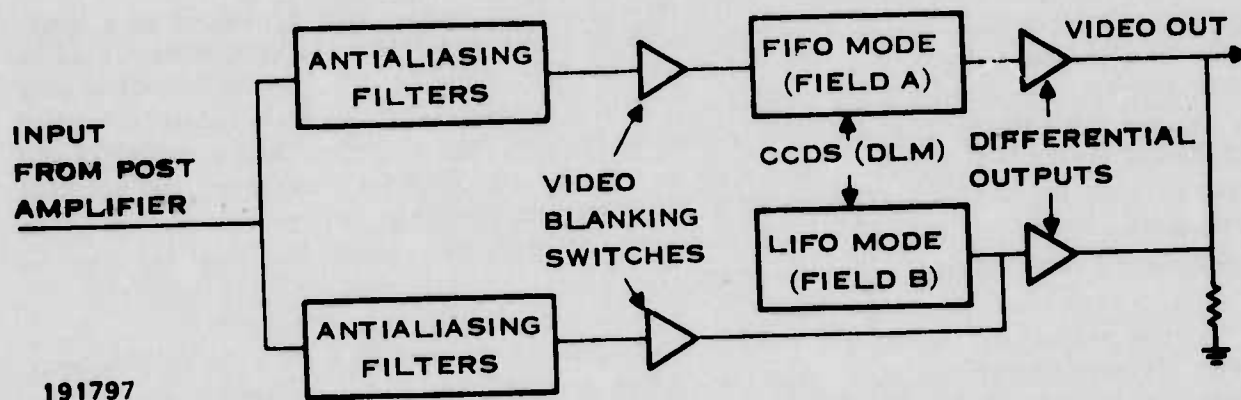 INPUT
FROM POST
AMPLIFIER
ANTIALIASING
FILTERS
ANTIALIASING
FILTERS
VIDEO
BLANKING
SWITCHES
FIFO MODE
(FIELD A)
CCDS (DLM)
LIFO MODE
(FIELD B)
VIDEO OUT
DIFFERENTIAL
OUTPUTS
191797